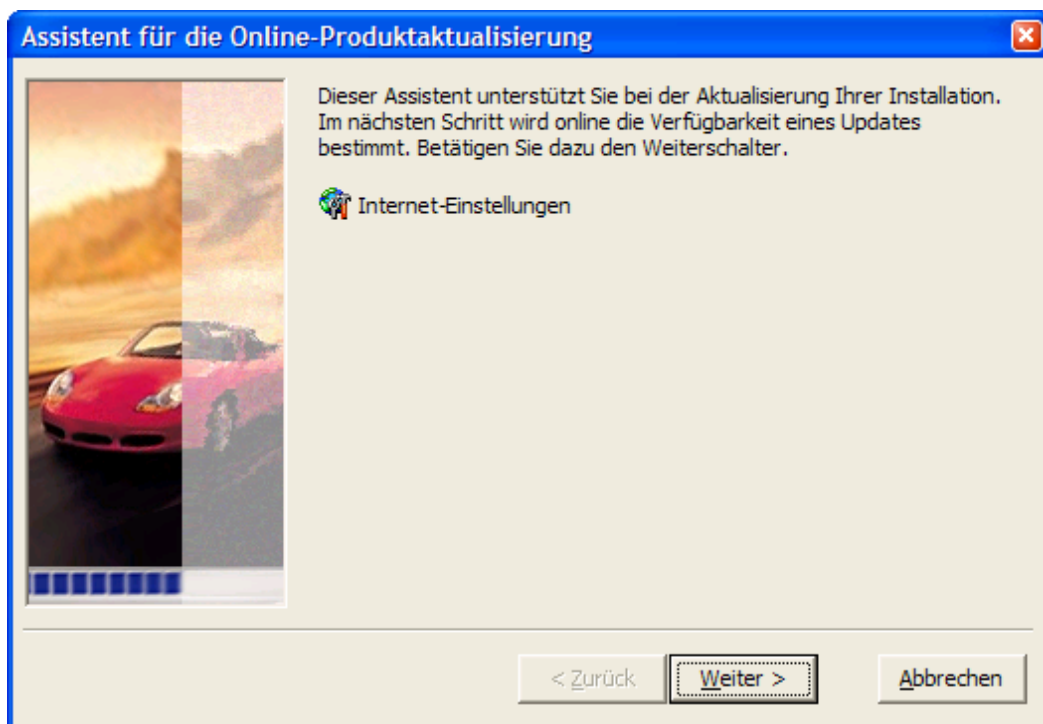 Assistent für die Online-Produktaktualisierung
Dieser Assistent unterstützt Sie bei der Aktualisierung Ihrer Installation.
Im nächsten Schritt wird online die Verfügbarkeit eines Updates
bestimmt. Betätigen Sie dazu den Weiterschalter.
Internet-Einstellungen
< Zurück
Weiter >
Abbrechen